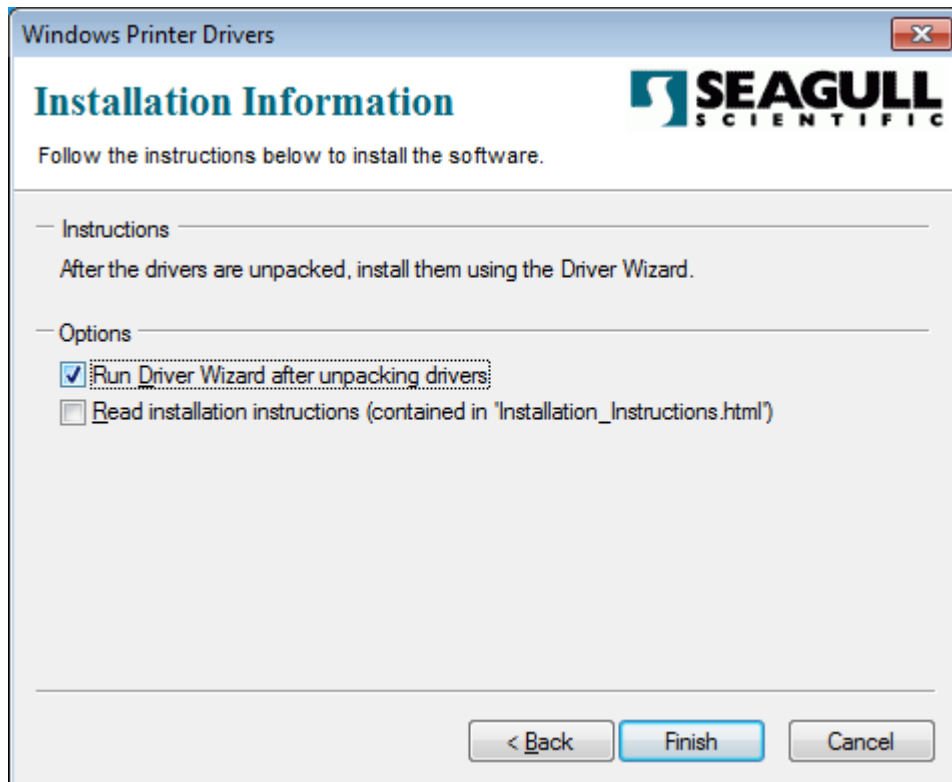 Windows Printer Drivers
Installation Information
SEAGULL
SCIENTIFIC
Follow the instructions below to install the software.
Instructions
After the drivers are unpacked, install them using the Driver Wizard.
Options
Run Driver Wizard after unpacking drivers
Read installation instructions (contained in "Installation_Instructions.html")
< Back Finish Cancel